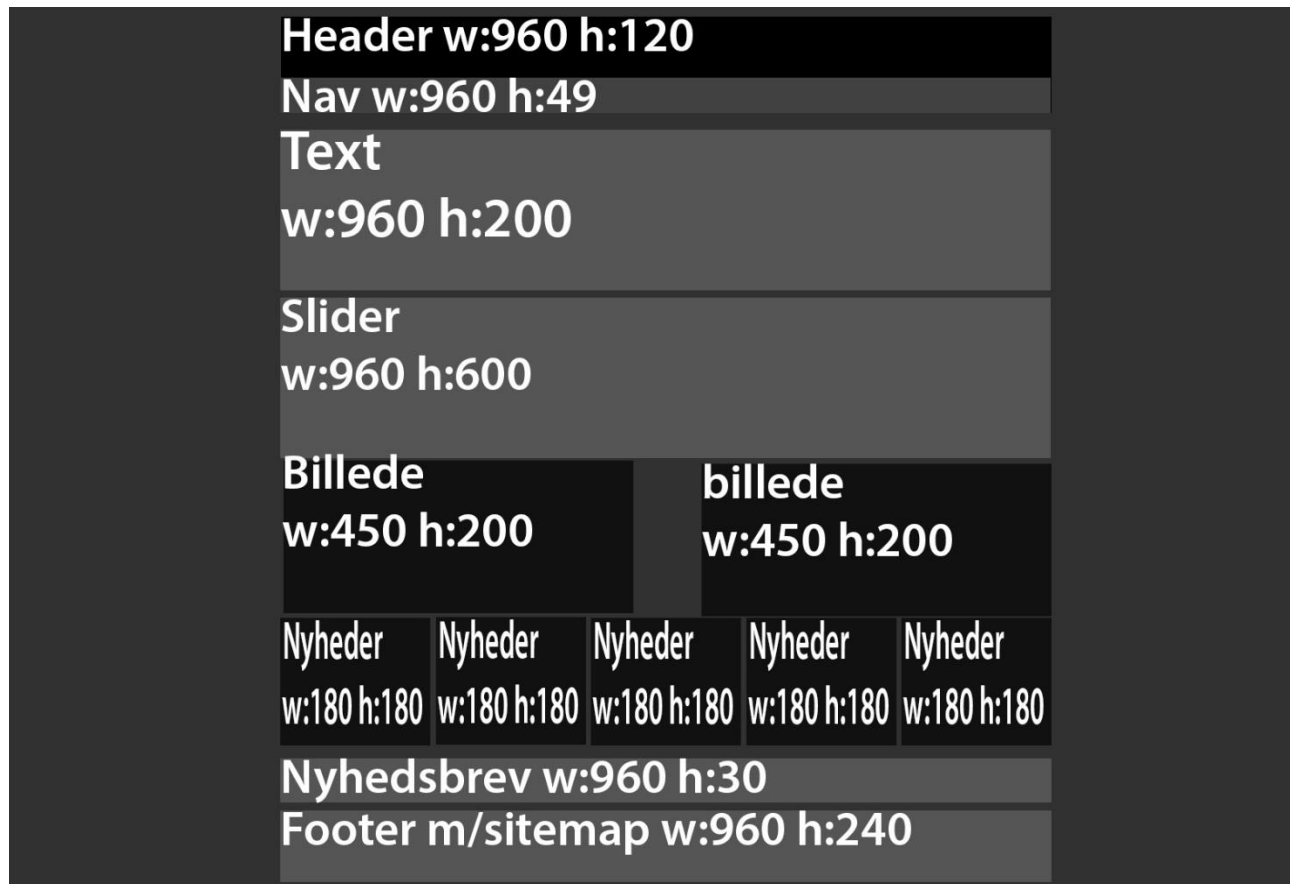 Header w:960 h:120
Nav w:960 h:49
Text
w:960 h:200
Slider
w:960 h:600
Billede
w:450 h:200
billede
w:450 h:200
Nyheder
w:180 h:180
Nyheder
w:180 h:180
Nyheder
w:180 h:180
Nyheder
w:180 h:180
Nyheder
w:180 h:180
Nyhedsbrev w:960 h:30
Footer m/sitemap w:960 h:240